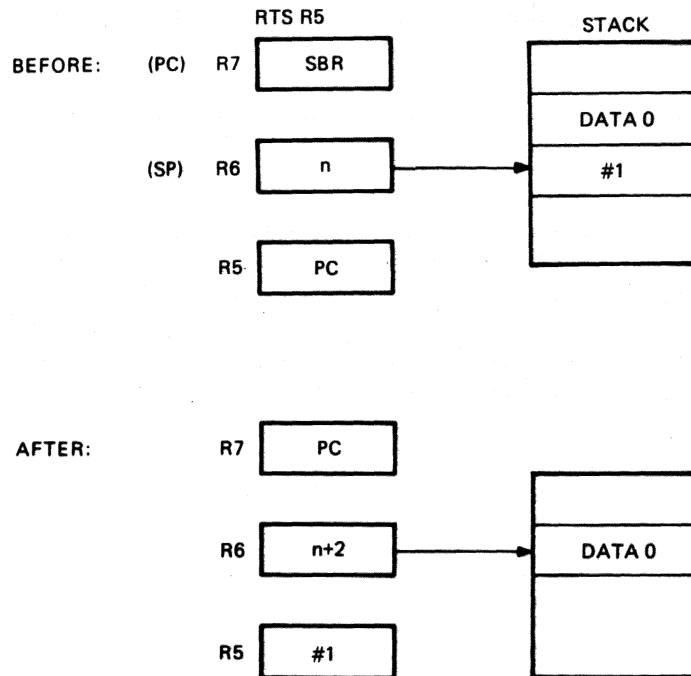 RTS R5
STACK
BEFORE: (PC) R7 SBR
DATA 0
(SP) R6 n #1
R5 PC
AFTER: R7 PC
R6 n+2 DATA 0
R5 #1